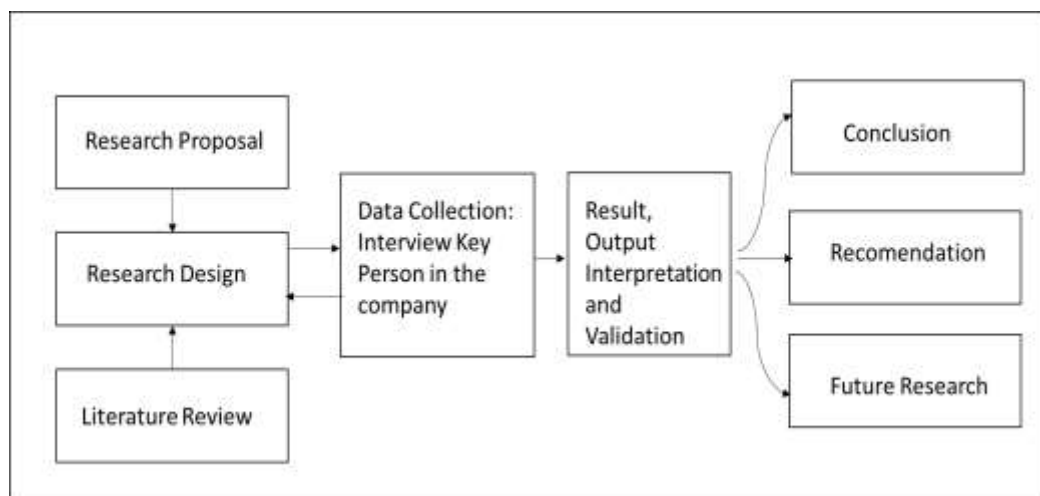 Research Proposal
Research Design
Literature Review
Data Collection:
Interview Key
Person in the
company
Result,
Output
Interpretation
and
Validation
Conclusion
Recomendation
Future Research